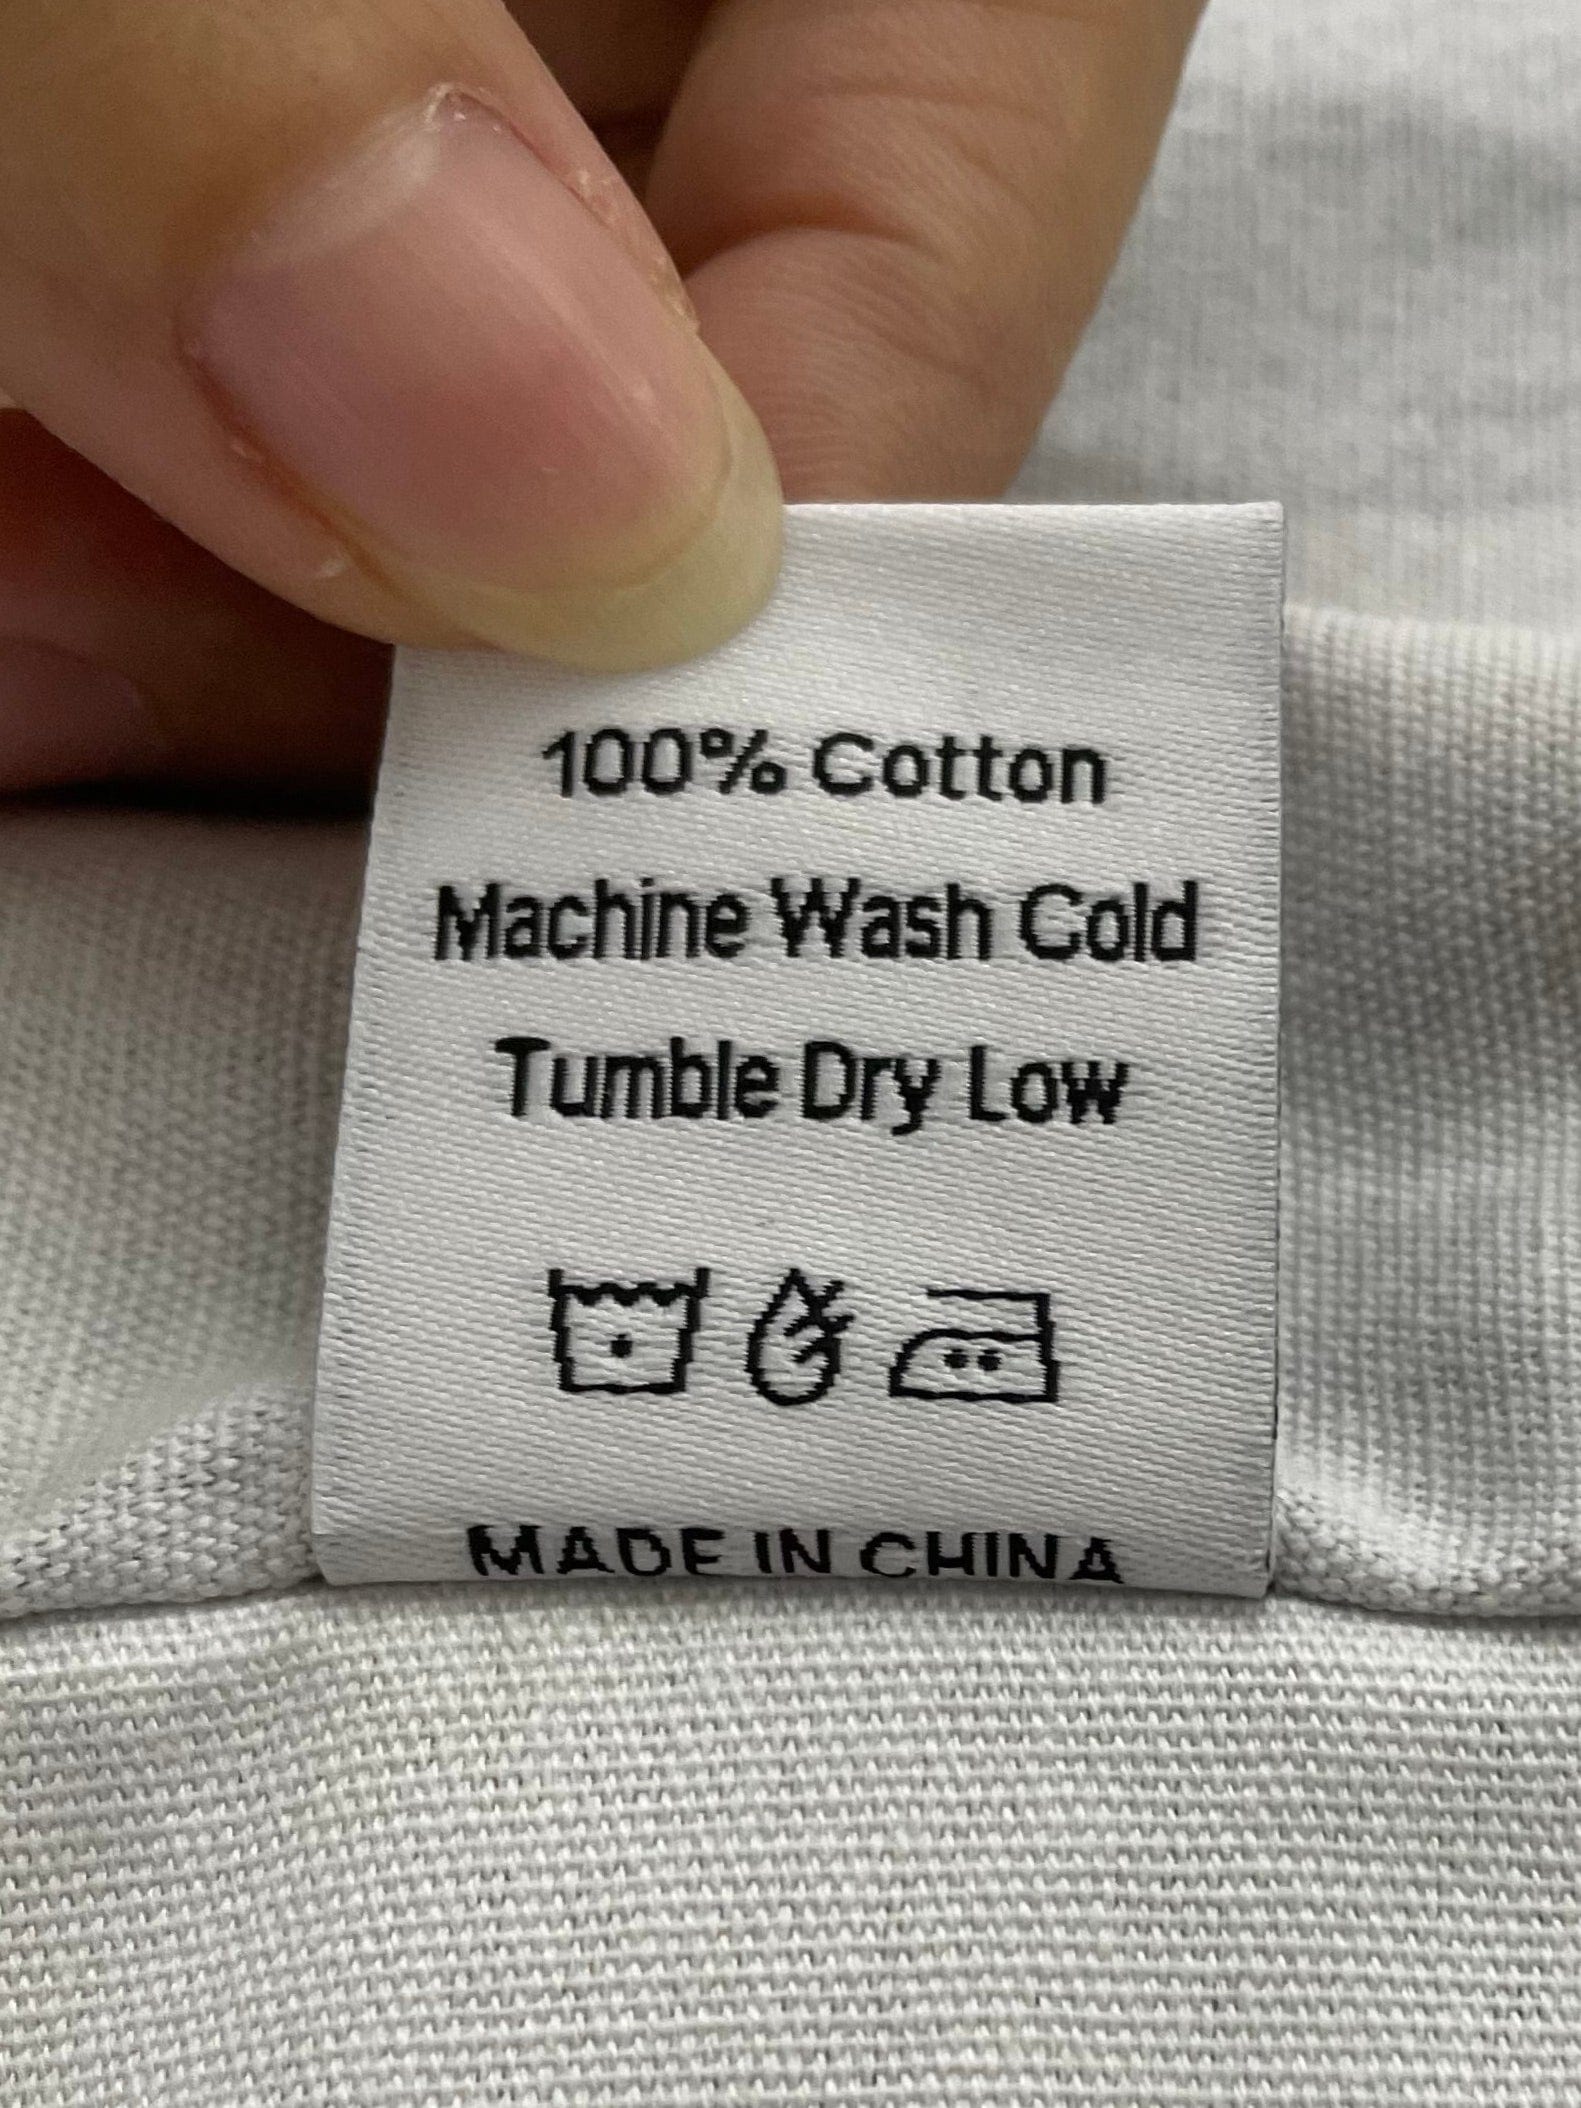 100% Cotton
Machine Wash Cold
Tumble Dry Low
MADE IN CHINA